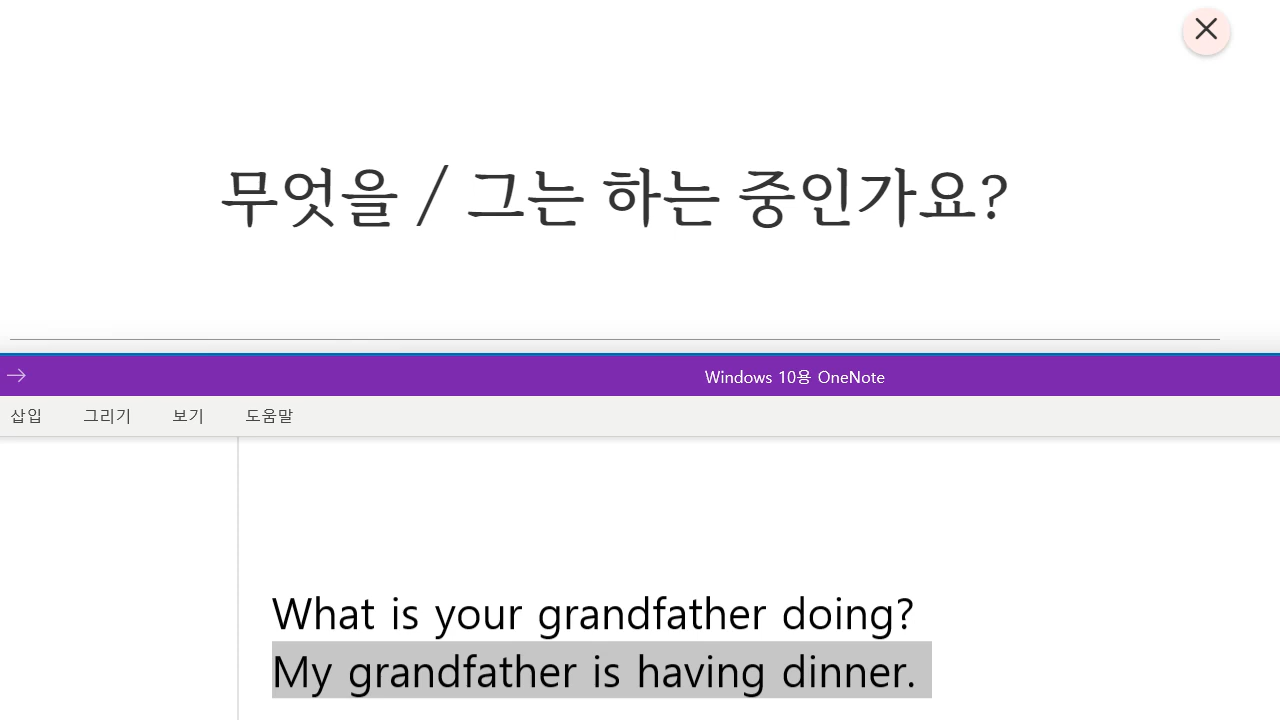 무엇을 / 그는 하는 중인가요?
Windows 10용 OneNote
삽입 그리기 보기 도움말
What is your grandfather doing?
My grandfather is having dinner.